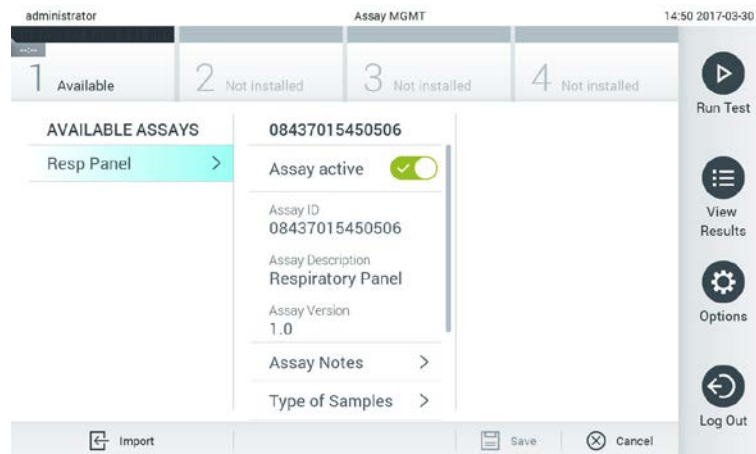 administrator Assay MGMT 14:50 2017-03-30
--:--
1 Available 2 Not installed 3 Not installed 4 Not installed
Run Test
AVAILABLE ASSAYS
Resp Panel
08437015450506
Assay active
Assay ID
08437015450506
Assay Description
Respiratory Panel
Assay Version
1.0
Assay Notes
Type of Samples
View
Results
Options
Log Out
Import Save Cancel